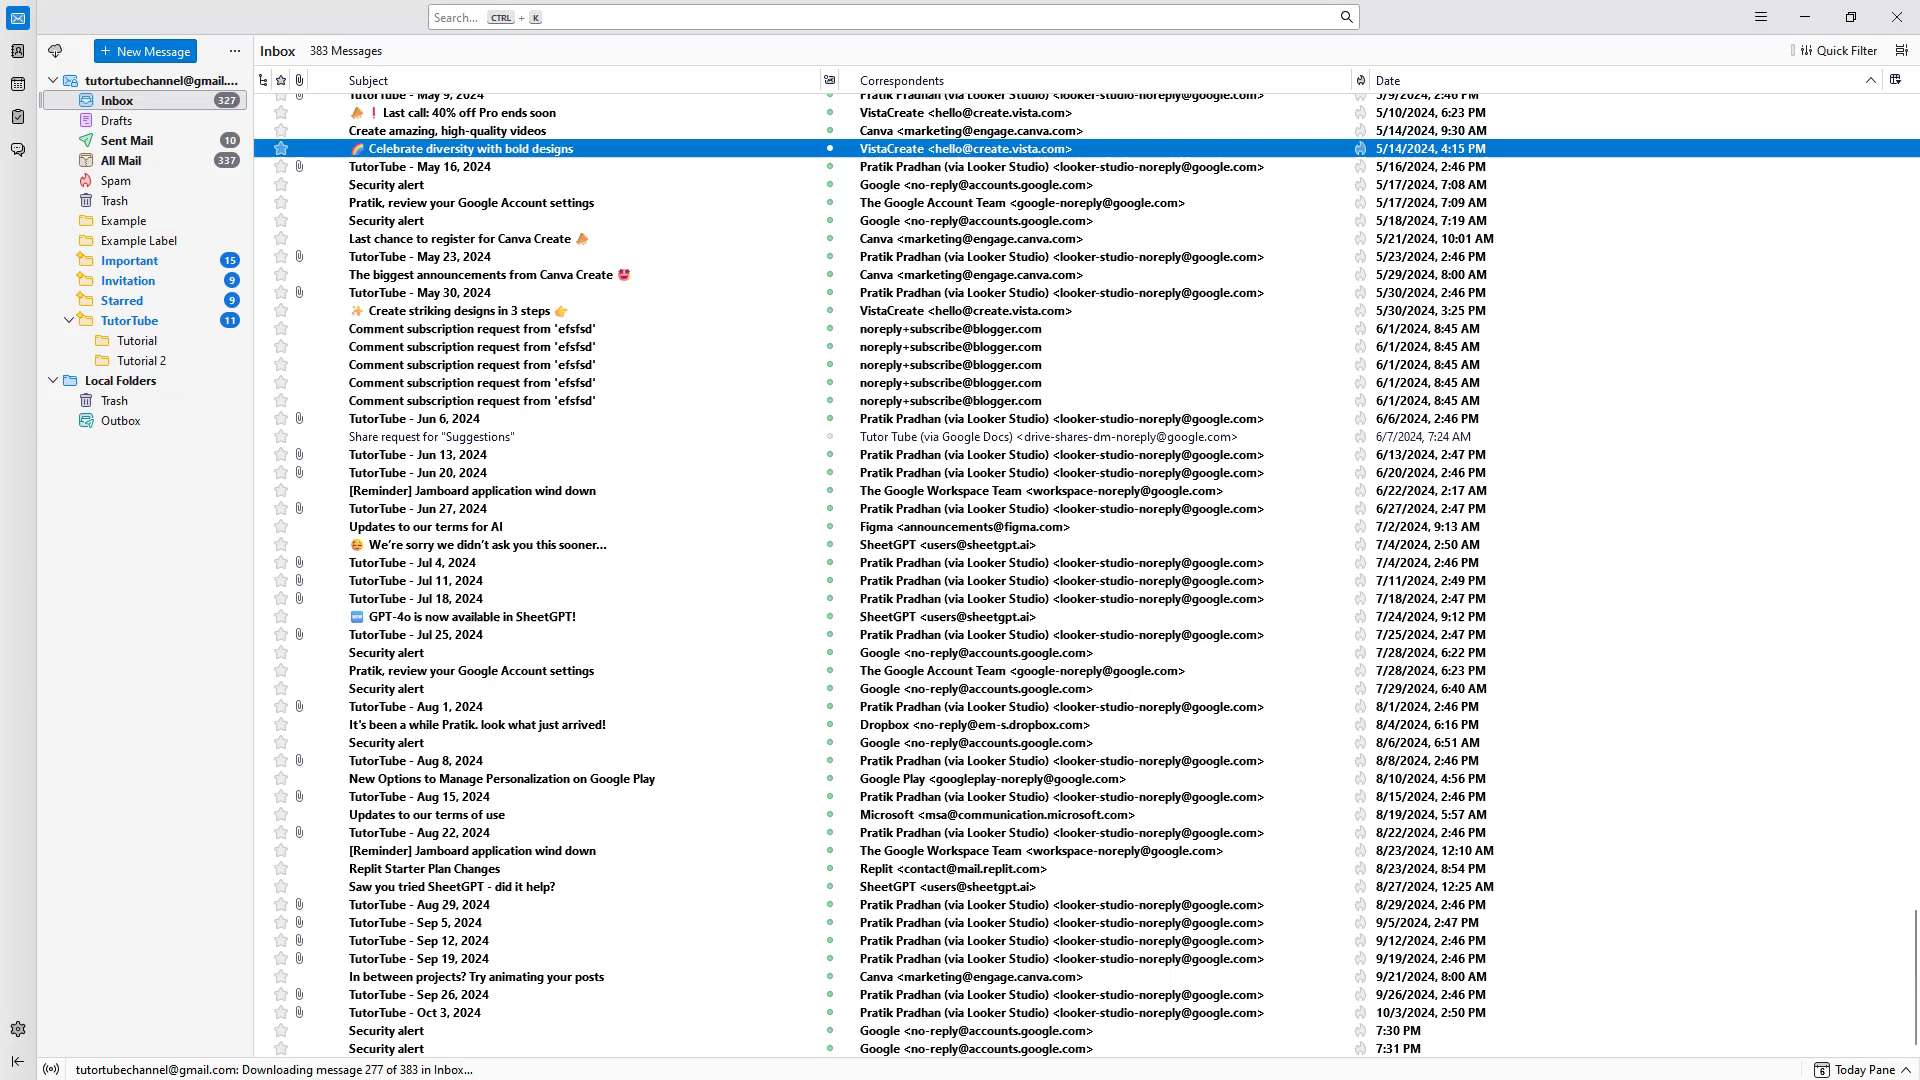 Search... CTRL + K
New Message ...
Inbox 383 Messages
Quick Filter
tutortubechannel@gmail....
Inbox 327
Drafts
Sent Mail 10
All Mail 337
Spam
Trash
Example
Example Label
Important 15
Invitation 9
Starred 9
TutorTube 11
Tutorial
Tutorial 2
Local Folders
Trash
Outbox
Subject Correspondents Date
TutorTube - May 9, 2024 Pratik Pradhan (via Looker Studio) <looker-studio-noreply@google.com> 5/9/2024, 2:46 PM
📣❗ Last call: 40% off Pro ends soon VistaCreate <hello@create.vista.com> 5/10/2024, 6:23 PM
Create amazing, high-quality videos Canva <marketing@engage.canva.com> 5/14/2024, 9:30 AM
🌈 Celebrate diversity with bold designs VistaCreate <hello@create.vista.com> 5/14/2024, 4:15 PM
TutorTube - May 16, 2024 Pratik Pradhan (via Looker Studio) <looker-studio-noreply@google.com> 5/16/2024, 2:46 PM
Security alert Google <no-reply@accounts.google.com> 5/17/2024, 7:08 AM
Pratik, review your Google Account settings The Google Account Team <google-noreply@google.com> 5/17/2024, 7:09 AM
Security alert Google <no-reply@accounts.google.com> 5/18/2024, 7:19 AM
Last chance to register for Canva Create 📣 Canva <marketing@engage.canva.com> 5/21/2024, 10:01 AM
TutorTube - May 23, 2024 Pratik Pradhan (via Looker Studio) <looker-studio-noreply@google.com> 5/23/2024, 2:46 PM
The biggest announcements from Canva Create 🤩 Canva <marketing@engage.canva.com> 5/29/2024, 8:00 AM
TutorTube - May 30, 2024 Pratik Pradhan (via Looker Studio) <looker-studio-noreply@google.com> 5/30/2024, 2:46 PM
✨ Create striking designs in 3 steps 👉 VistaCreate <hello@create.vista.com> 5/30/2024, 3:25 PM
Comment subscription request from 'efsfsd' noreply+subscribe@blogger.com 6/1/2024, 8:45 AM
Comment subscription request from 'efsfsd' noreply+subscribe@blogger.com 6/1/2024, 8:45 AM
Comment subscription request from 'efsfsd' noreply+subscribe@blogger.com 6/1/2024, 8:45 AM
Comment subscription request from 'efsfsd' noreply+subscribe@blogger.com 6/1/2024, 8:45 AM
Comment subscription request from 'efsfsd' noreply+subscribe@blogger.com 6/1/2024, 8:45 AM
TutorTube - Jun 6, 2024 Pratik Pradhan (via Looker Studio) <looker-studio-noreply@google.com> 6/6/2024, 2:46 PM
Share request for "Suggestions" Tutor Tube (via Google Docs) <drive-shares-dm-noreply@google.com> 6/7/2024, 7:24 AM
TutorTube - Jun 13, 2024 Pratik Pradhan (via Looker Studio) <looker-studio-noreply@google.com> 6/13/2024, 2:47 PM
TutorTube - Jun 20, 2024 Pratik Pradhan (via Looker Studio) <looker-studio-noreply@google.com> 6/20/2024, 2:46 PM
[Reminder] Jamboard application wind down The Google Workspace Team <workspace-noreply@google.com> 6/22/2024, 2:17 AM
TutorTube - Jun 27, 2024 Pratik Pradhan (via Looker Studio) <looker-studio-noreply@google.com> 6/27/2024, 2:47 PM
Updates to our terms for AI Figma <announcements@figma.com> 7/2/2024, 9:13 AM
We're sorry we didn't ask you this sooner... SheetGPT <users@sheetgpt.ai> 7/4/2024, 2:50 AM
TutorTube - Jul 4, 2024 Pratik Pradhan (via Looker Studio) <looker-studio-noreply@google.com> 7/4/2024, 2:46 PM
TutorTube - Jul 11, 2024 Pratik Pradhan (via Looker Studio) <looker-studio-noreply@google.com> 7/11/2024, 2:49 PM
TutorTube - Jul 18, 2024 Pratik Pradhan (via Looker Studio) <looker-studio-noreply@google.com> 7/18/2024, 2:47 PM
🆕 GPT-4o is now available in SheetGPT! SheetGPT <users@sheetgpt.ai> 7/24/2024, 9:12 PM
TutorTube - Jul 25, 2024 Pratik Pradhan (via Looker Studio) <looker-studio-noreply@google.com> 7/25/2024, 2:47 PM
Security alert Google <no-reply@accounts.google.com> 7/28/2024, 6:22 PM
Pratik, review your Google Account settings The Google Account Team <google-noreply@google.com> 7/28/2024, 6:23 PM
Security alert Google <no-reply@accounts.google.com> 7/29/2024, 6:40 AM
TutorTube - Aug 1, 2024 Pratik Pradhan (via Looker Studio) <looker-studio-noreply@google.com> 8/1/2024, 2:46 PM
It's been a while Pratik. look what just arrived! Dropbox <no-reply@em-s.dropbox.com> 8/4/2024, 6:16 PM
Security alert Google <no-reply@accounts.google.com> 8/6/2024, 6:51 AM
TutorTube - Aug 8, 2024 Pratik Pradhan (via Looker Studio) <looker-studio-noreply@google.com> 8/8/2024, 2:46 PM
New Options to Manage Personalization on Google Play Google Play <googleplay-noreply@google.com> 8/10/2024, 4:56 PM
TutorTube - Aug 15, 2024 Pratik Pradhan (via Looker Studio) <looker-studio-noreply@google.com> 8/15/2024, 2:46 PM
Updates to our terms of use Microsoft <msa@communication.microsoft.com> 8/19/2024, 5:57 AM
TutorTube - Aug 22, 2024 Pratik Pradhan (via Looker Studio) <looker-studio-noreply@google.com> 8/22/2024, 2:46 PM
[Reminder] Jamboard application wind down The Google Workspace Team <workspace-noreply@google.com> 8/23/2024, 12:10 AM
Replit Starter Plan Changes Replit <contact@mail.replit.com> 8/23/2024, 8:54 PM
Saw you tried SheetGPT - did it help? SheetGPT <users@sheetgpt.ai> 8/27/2024, 12:25 AM
TutorTube - Aug 29, 2024 Pratik Pradhan (via Looker Studio) <looker-studio-noreply@google.com> 8/29/2024, 2:46 PM
TutorTube - Sep 5, 2024 Pratik Pradhan (via Looker Studio) <looker-studio-noreply@google.com> 9/5/2024, 2:47 PM
TutorTube - Sep 12, 2024 Pratik Pradhan (via Looker Studio) <looker-studio-noreply@google.com> 9/12/2024, 2:46 PM
TutorTube - Sep 19, 2024 Pratik Pradhan (via Looker Studio) <looker-studio-noreply@google.com> 9/19/2024, 2:46 PM
In between projects? Try animating your posts Canva <marketing@engage.canva.com> 9/21/2024, 8:00 AM
TutorTube - Sep 26, 2024 Pratik Pradhan (via Looker Studio) <looker-studio-noreply@google.com> 9/26/2024, 2:46 PM
TutorTube - Oct 3, 2024 Pratik Pradhan (via Looker Studio) <looker-studio-noreply@google.com> 10/3/2024, 2:50 PM
Security alert Google <no-reply@accounts.google.com> 7:30 PM
Security alert Google <no-reply@accounts.google.com> 7:31 PM
tutortubechannel@gmail.com: Downloading message 277 of 383 in Inbox...
6 Today Pane